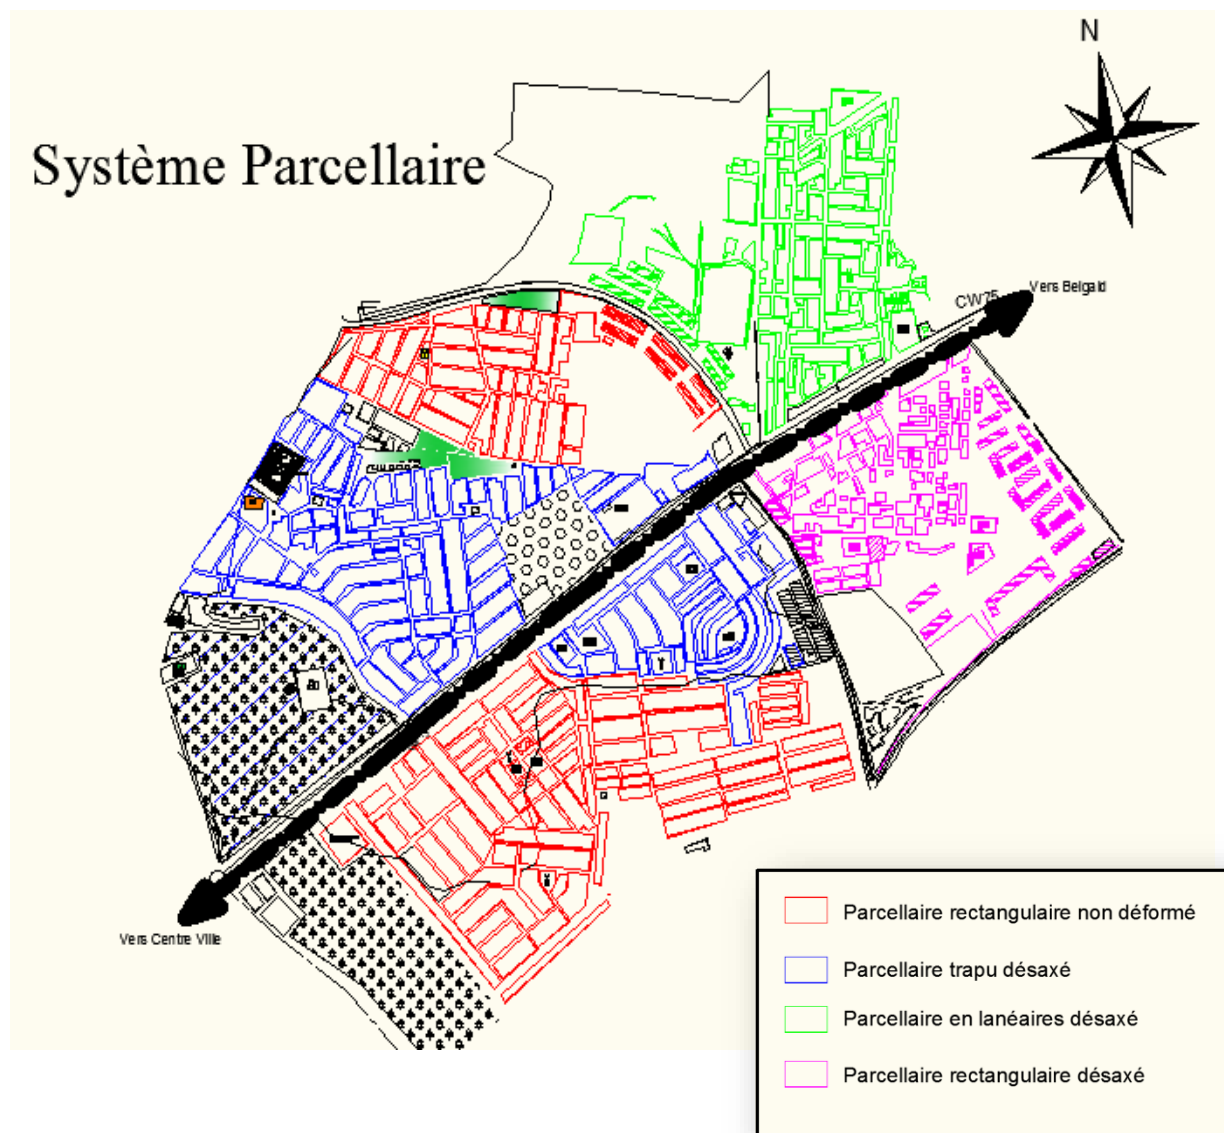 N
Système Parcellaire
CW75
Vers Belgaid
Vers Centre Ville
Parcellaire rectangulaire non déformé
Parcellaire trapu désaxé
Parcellaire en lanéaires désaxé
Parcellaire rectangulaire désaxé